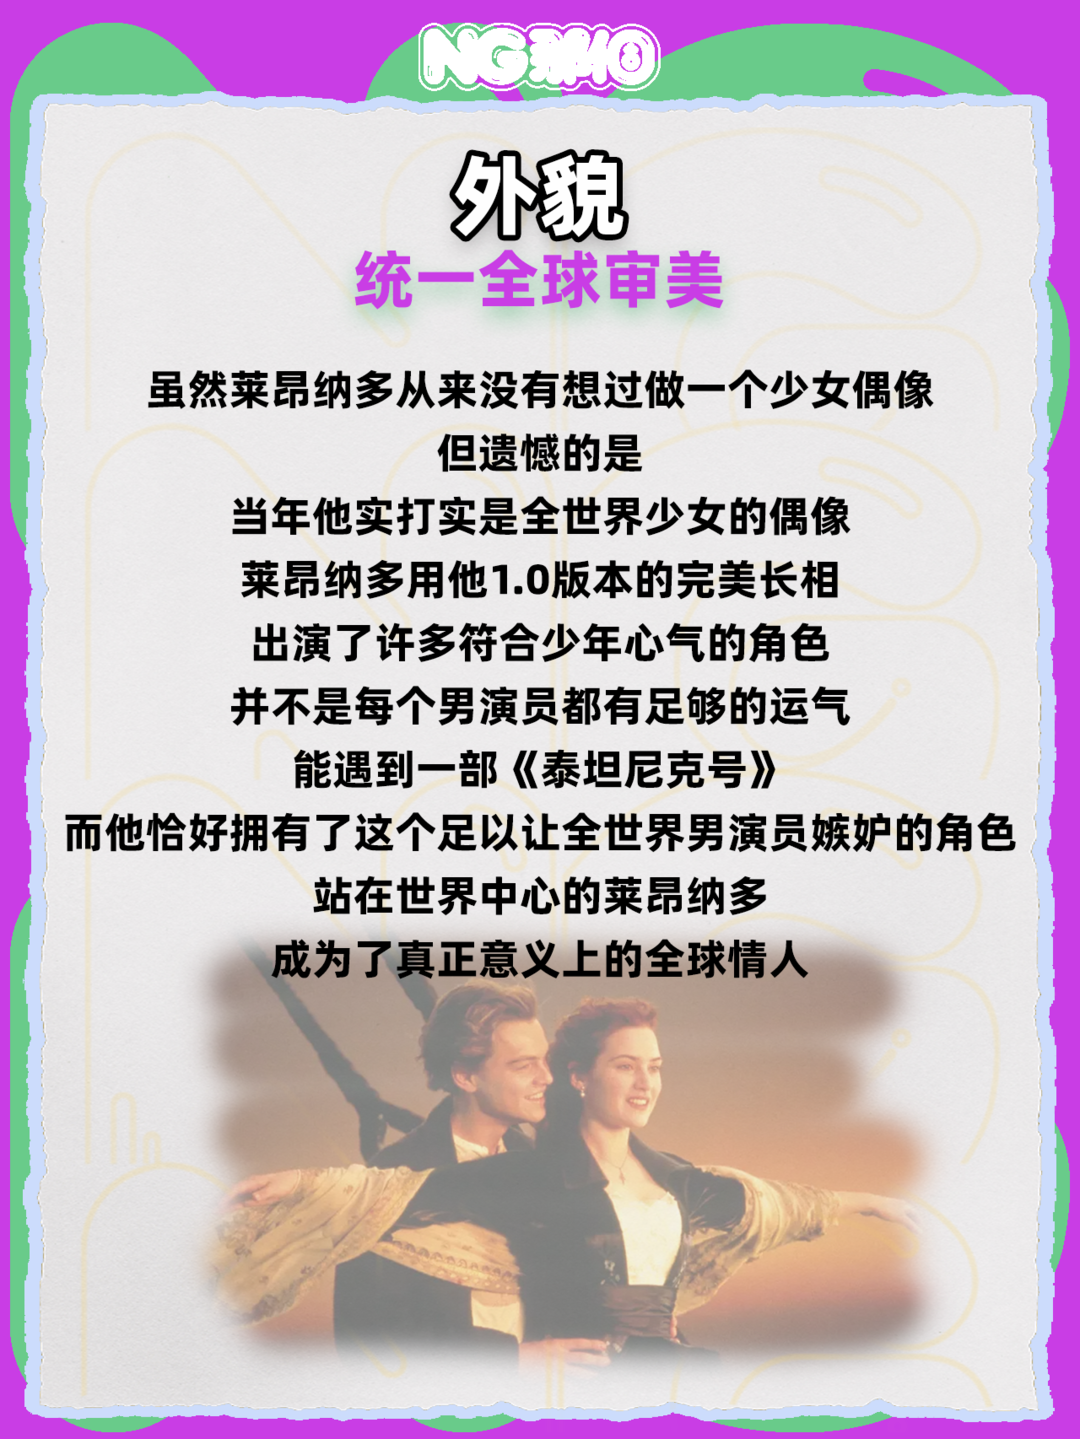 外貌
统一全球审美
虽然莱昂纳多从来没有想过做一个少女偶像
但遗憾的是
当年他实打实是全世界少女的偶像
莱昂纳多用他1.0版本的完美长相
出演了许多符合少年心气的角色
并不是每个男演员都有足够的运气
能遇到一部《泰坦尼克号》
而他恰好拥有了这个足以让全世界男演员嫉妒的角色
站在世界中心的莱昂纳多
成为了真正意义上的全球情人